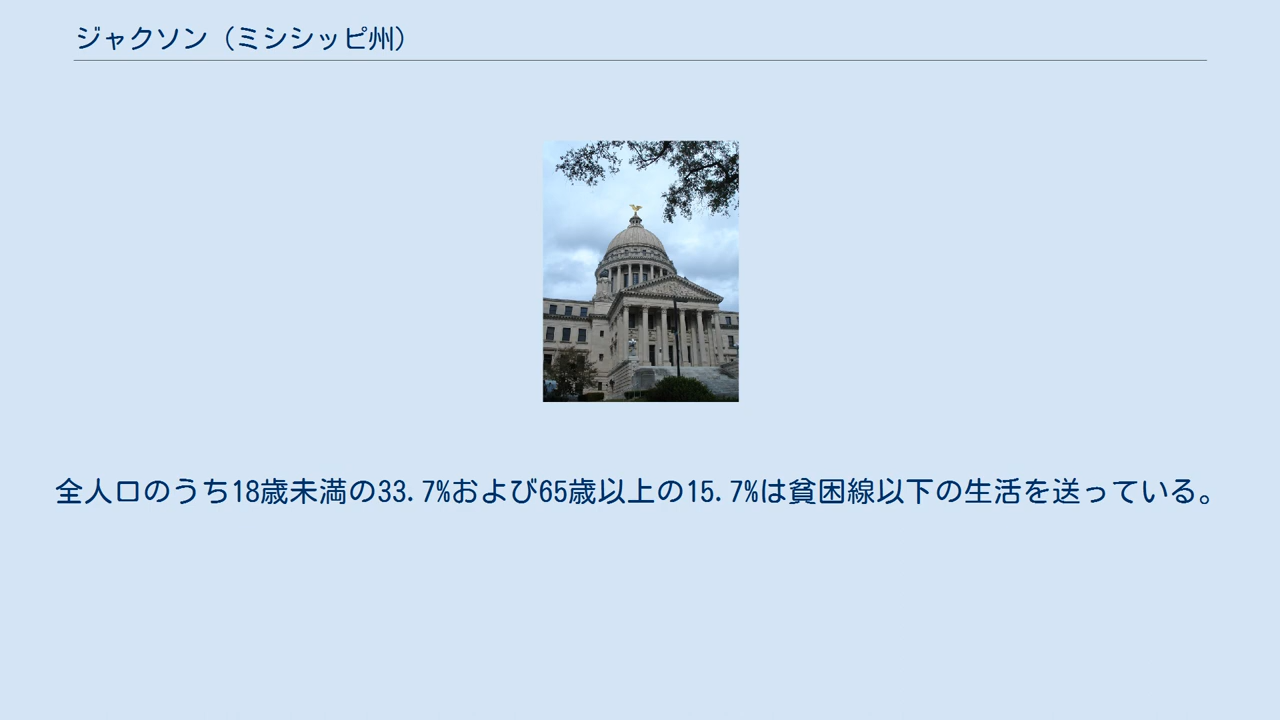 ジャクソン（ミシシッピ州）
全人口のうち18歳未満の33.7%および65歳以上の15.7%は貧困線以下の生活を送っている。